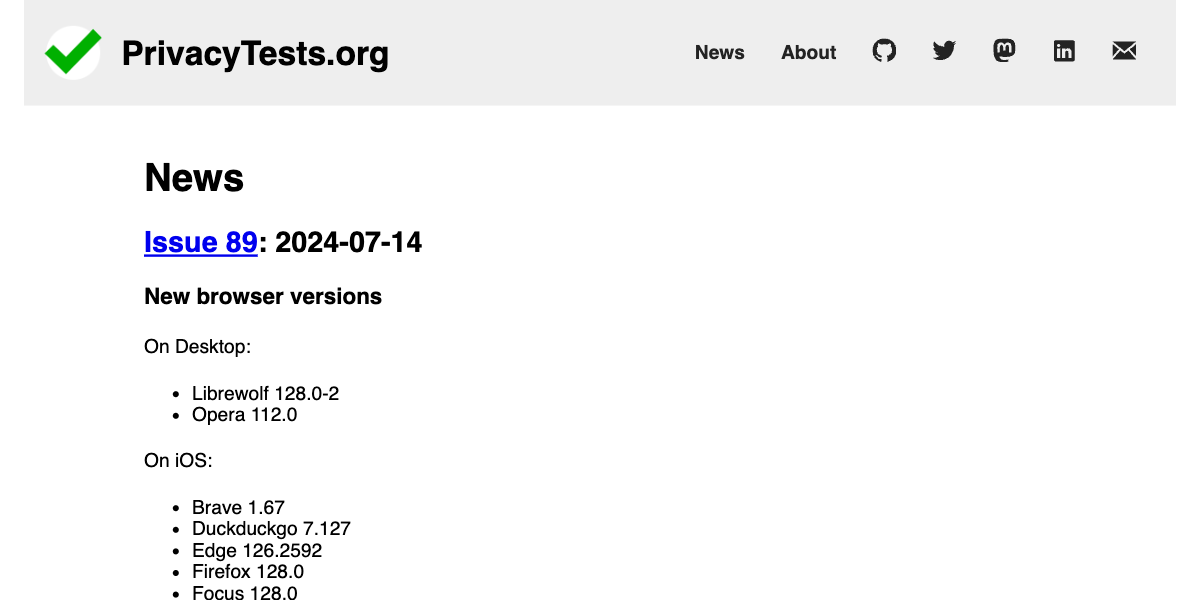 PrivacyTests.org
News About
News
Issue 89: 2024-07-14
New browser versions
On Desktop:
Librewolf 128.0-2
Opera 112.0
On iOS:
Brave 1.67
Duckduckgo 7.127
Edge 126.2592
Firefox 128.0
Focus 128.0